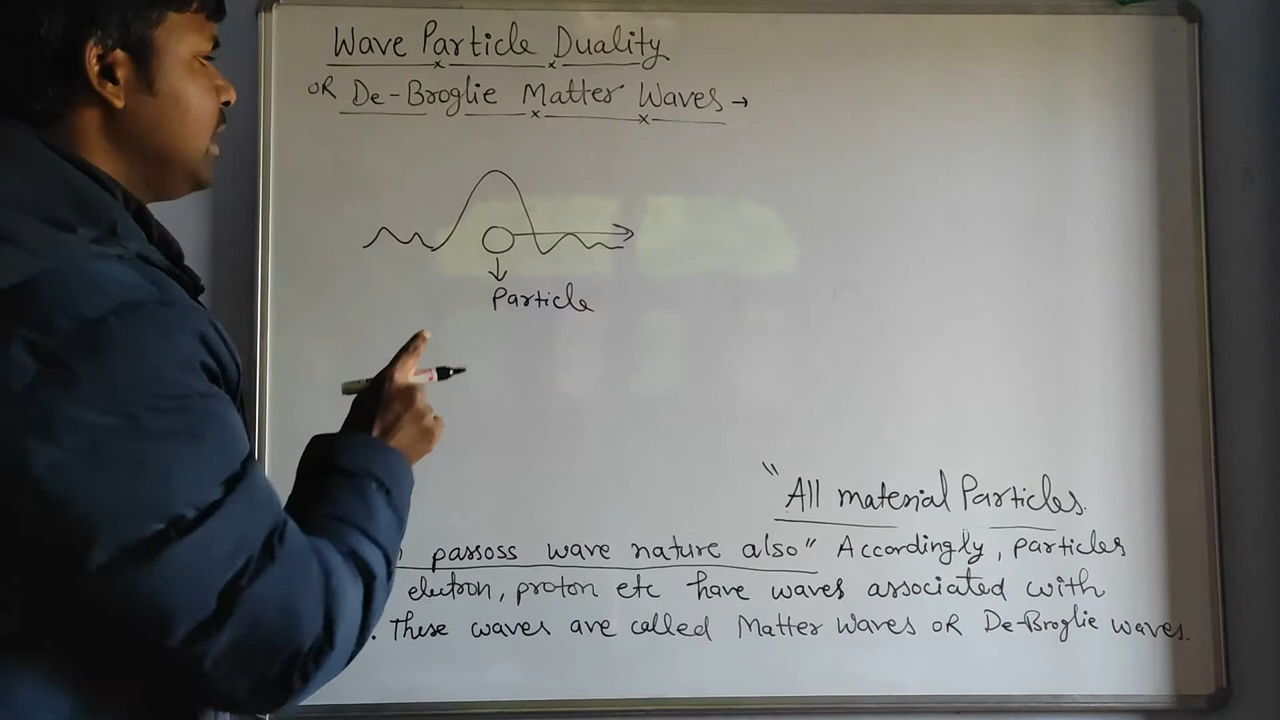 Wave Particle Duality
OR De-Broglie Matter Waves →
Particle
"All material Particles
passoss wave nature also" Accordingly, particles
electron, proton etc have waves associated with
. These waves are called Matter Waves OR De-Broglie waves.